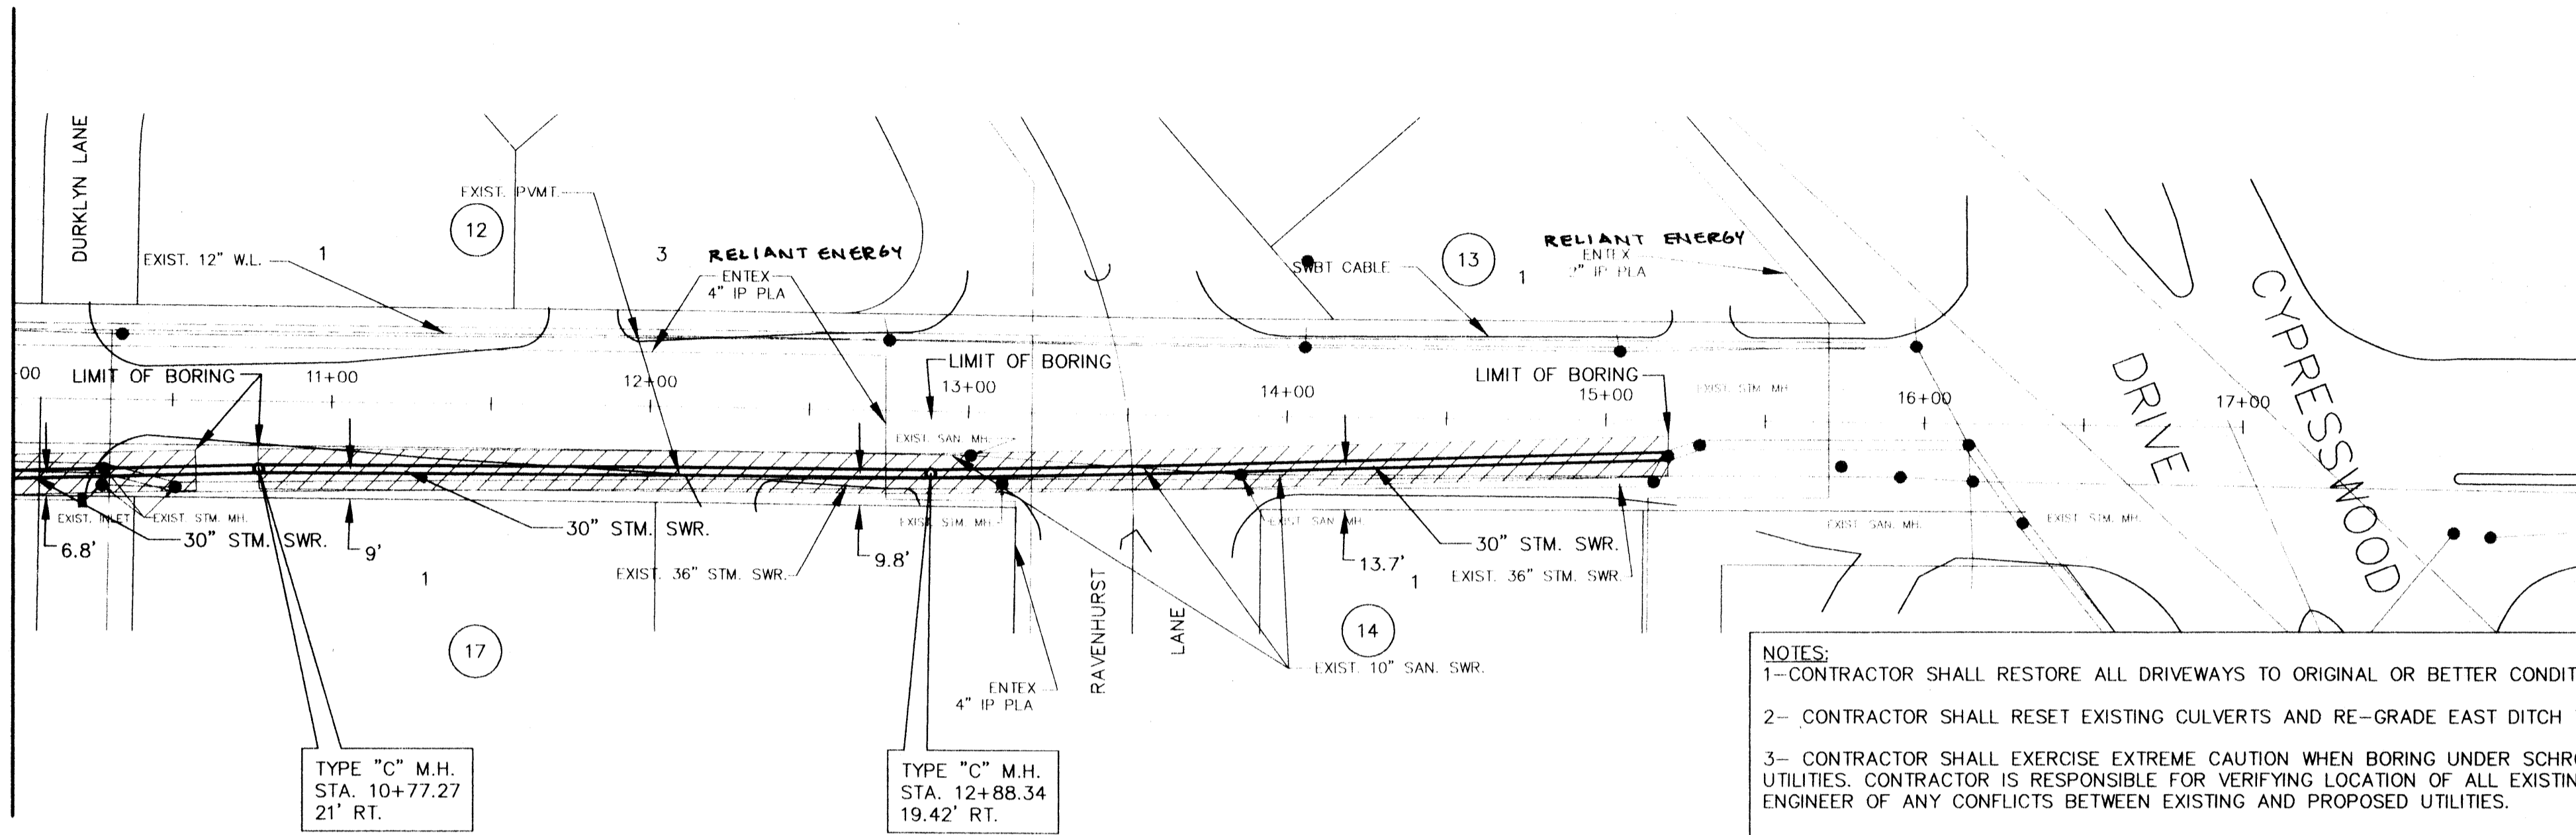 DURKLYN LANE
EXIST. PVMT.
12
EXIST. 12" W.L.
1
3
RELIANT ENERGY
ENTEX
4" IP PLA
SWBT CABLE
13
1
RELIANT ENERGY
ENTEX
2" IP PLA
CYPRESSWOOD
DRIVE
00
LIMIT OF BORING
11+00
12+00
LIMIT OF BORING
13+00
14+00
LIMIT OF BORING
15+00
EXIST. STM. MH.
16+00
17+00
EXIST. SAN. MH.
EXIST. INLET
EXIST. STM. MH.
6.8'
30" STM. SWR.
9'
30" STM. SWR.
EXIST. 36" STM. SWR.
9.8'
EXIST. STM. MH.
EXIST. SAN. MH.
13.7'
30" STM. SWR.
EXIST. 36" STM. SWR.
EXIST. SAN. MH.
EXIST. STM. MH.
1
1
17
14
RAVENHURST
LANE
EXIST. 10" SAN. SWR.
ENTEX
4" IP PLA
TYPE "C" M.H.
STA. 10+77.27
21' RT.
TYPE "C" M.H.
STA. 12+88.34
19.42' RT.
NOTES:
1-CONTRACTOR SHALL RESTORE ALL DRIVEWAYS TO ORIGINAL OR BETTER CONDIT
2- CONTRACTOR SHALL RESET EXISTING CULVERTS AND RE-GRADE EAST DITCH
3- CONTRACTOR SHALL EXERCISE EXTREME CAUTION WHEN BORING UNDER SCHR
UTILITIES. CONTRACTOR IS RESPONSIBLE FOR VERIFYING LOCATION OF ALL EXISTIN
ENGINEER OF ANY CONFLICTS BETWEEN EXISTING AND PROPOSED UTILITIES.